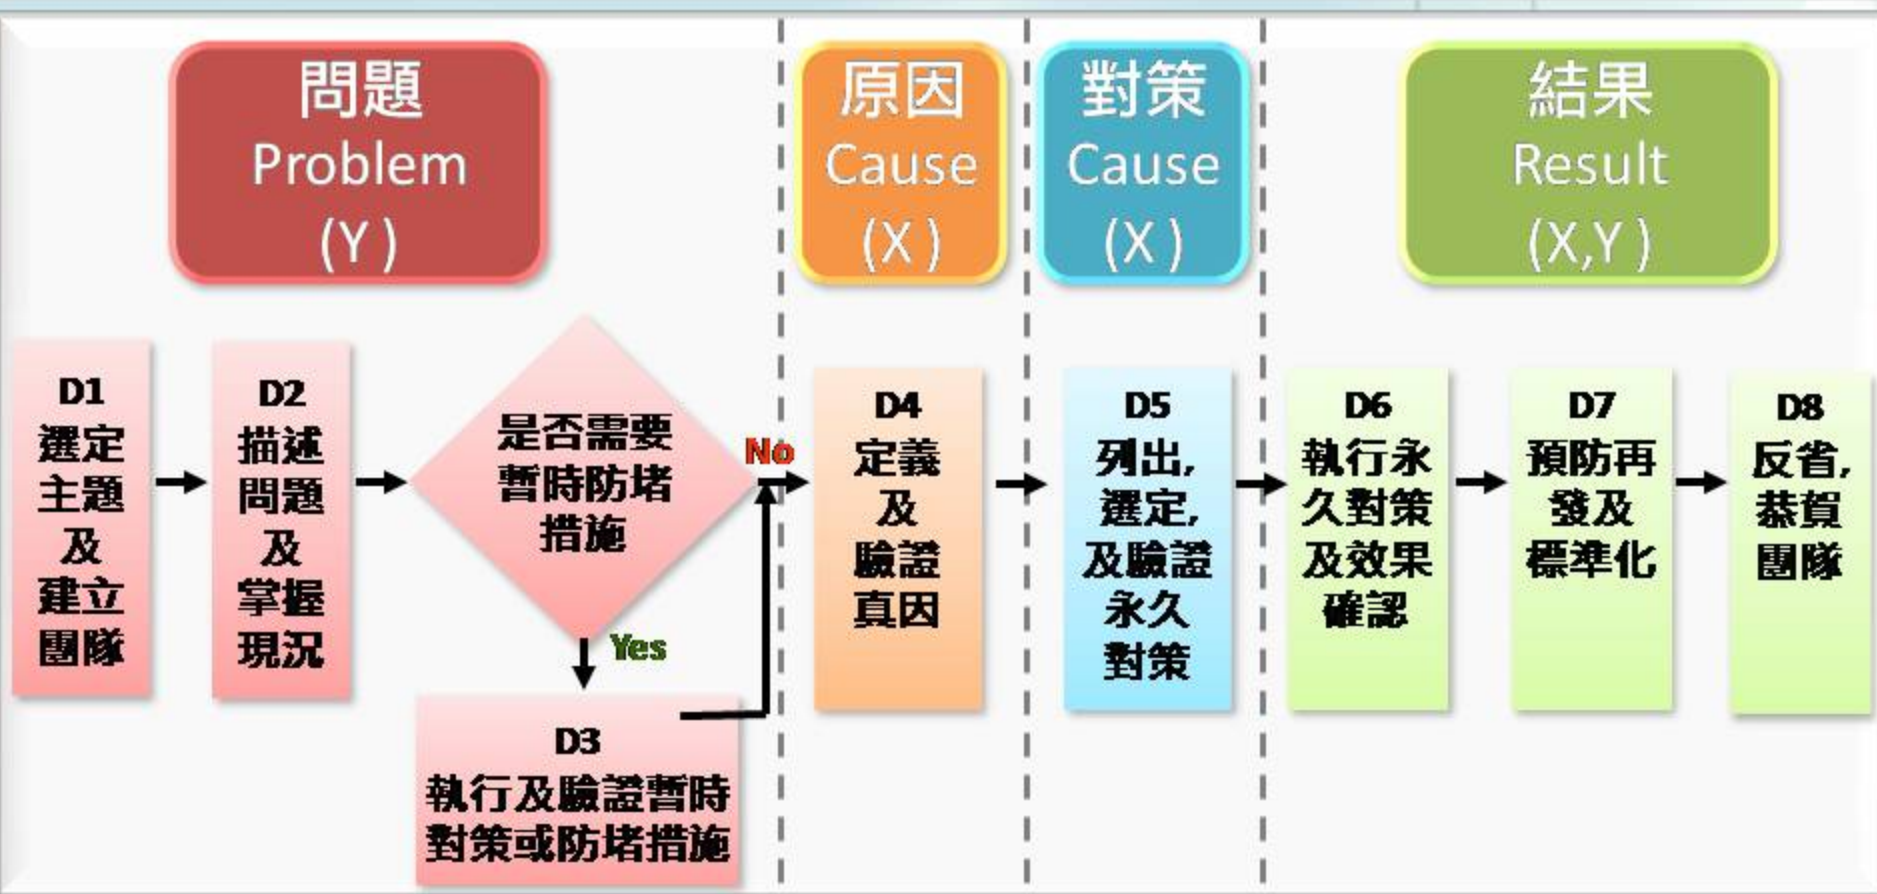 問題
Problem
(Y)
原因
Cause
(X)
對策
Cause
(X)
結果
Result
(X,Y)
D1
選定
主題
及
建立
團隊
D2
描述
問題
及
掌握
現況
是否需要
暫時防堵
措施
No
Yes
D3
執行及驗證暫時
對策或防堵措施
D4
定義
及
驗證
真因
D5
列出,
選定,
及驗證
永久
對策
D6
執行永
久對策
及效果
確認
D7
預防再
發及
標準化
D8
反省,
恭賀
團隊